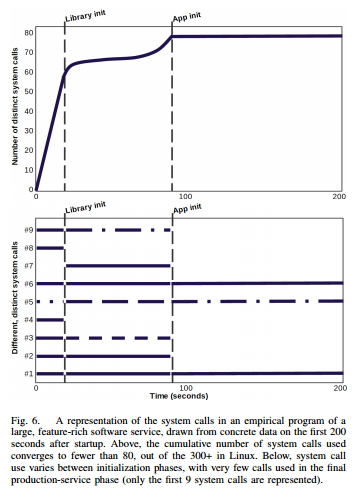 Library init
App init
Number of distinct system calls
80
70
60
50
40
30
20
10
0
0
100
200
Library init
App init
Different, distinct system calls
#9
#8
#7
#6
#5
#4
#3
#2
#1
0
100
200
Time (seconds)
Fig. 6. A representation of the system calls in an empirical program of a
large, feature-rich software service, drawn from concrete data on the first 200
seconds after startup. Above, the cumulative number of system calls used
converges to fewer than 80, out of the 300+ in Linux. Below, system call
use varies between initialization phases, with very few calls used in the final
production-service phase (only the first 9 system calls are represented).